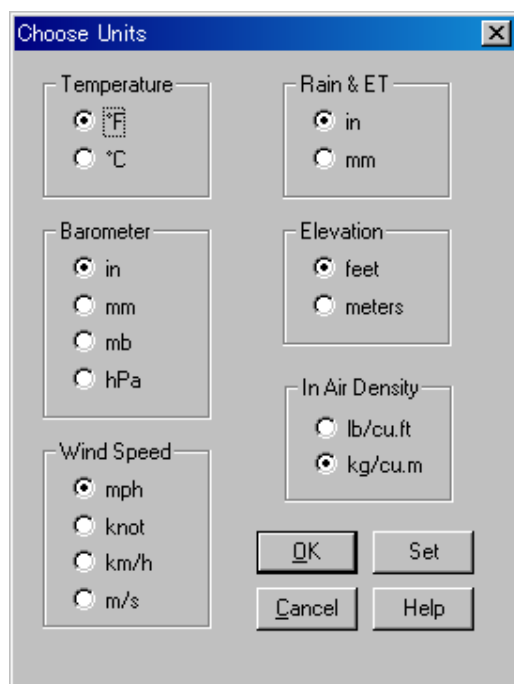 Choose Units
Temperature
°F
°C
Barometer
in
mm
mb
hPa
Wind Speed
mph
knot
km/h
m/s
Rain & ET
in
mm
Elevation
feet
meters
In Air Density
lb/cu.ft
kg/cu.m
OK
Set
Cancel
Help